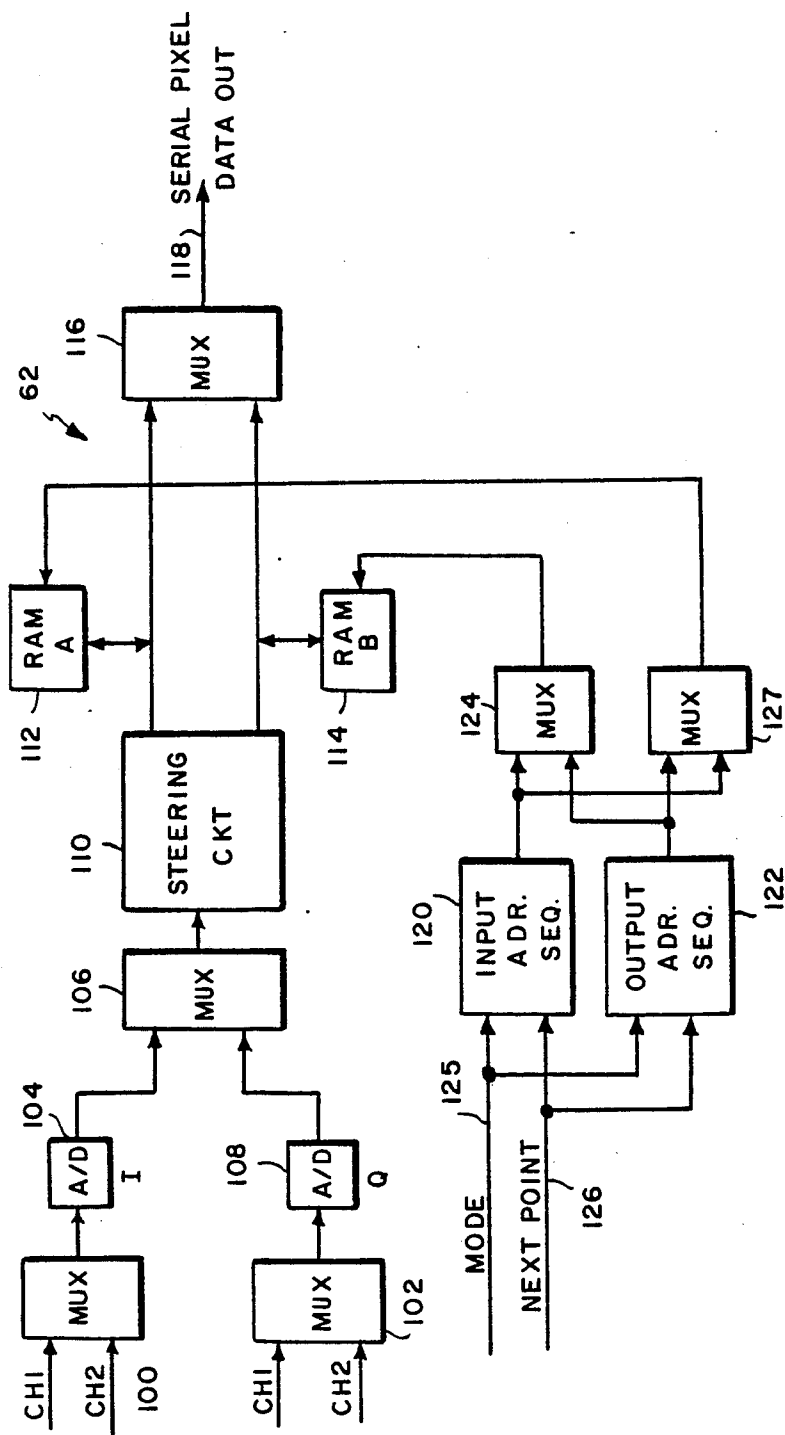 CH1
CH2
100
MUX
A/D
104
I
CH1
CH2
MUX
102
108
A/D
Q
106
MUX
110
STEERING
CKT
112
RAM
A
RAM
B
114
62
116
MUX
118
SERIAL PIXEL
DATA OUT
MODE
125
NEXT POINT
126
120
INPUT
ADR.
SEQ.
OUTPUT
ADR.
SEQ.
122
124
MUX
MUX
127